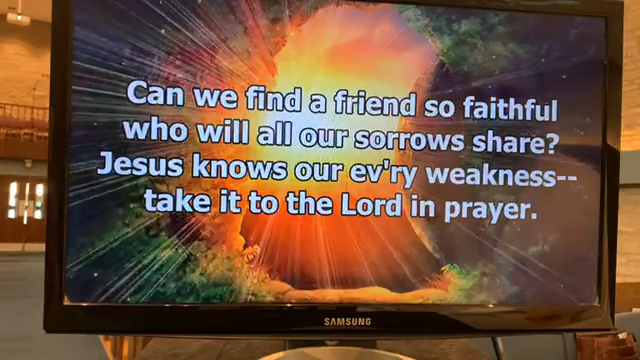 Can we find a friend so faithful
who will all our sorrows share?
Jesus knows our ev'ry weakness--
take it to the Lord in prayer.
SAMSUNG